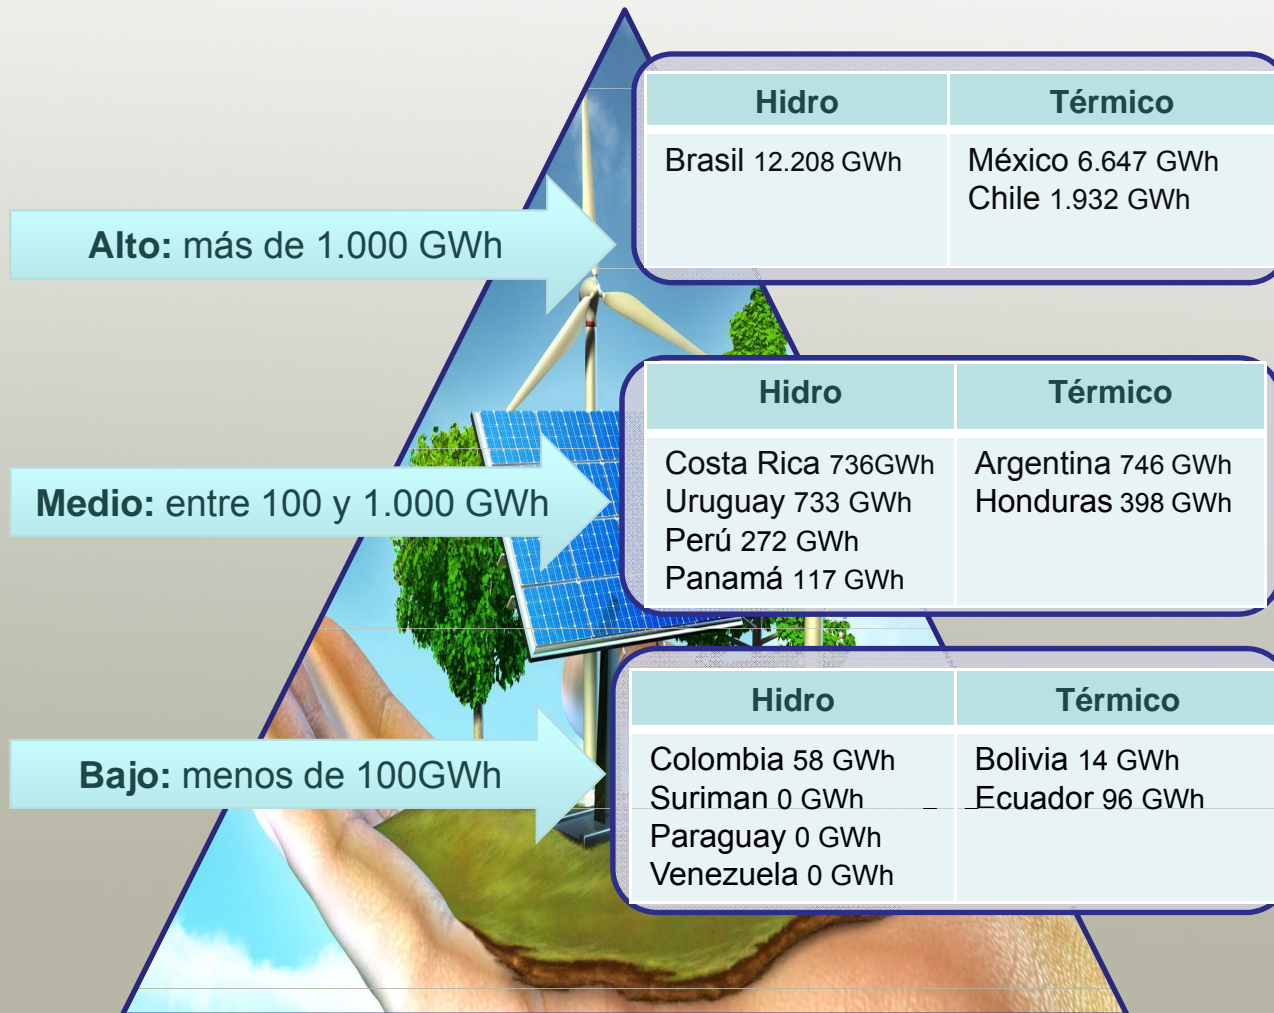 Hidro Térmico
Brasil 12.208 GWh México 6.647 GWh
Chile 1.932 GWh
Alto: más de 1.000 GWh
Hidro Térmico
Costa Rica 736GWh Argentina 746 GWh
Uruguay 733 GWh Honduras 398 GWh
Perú 272 GWh
Panamá 117 GWh
Medio: entre 100 y 1.000 GWh
Hidro Térmico
Colombia 58 GWh Bolivia 14 GWh
Suriman 0 GWh Ecuador 96 GWh
Paraguay 0 GWh
Venezuela 0 GWh
Bajo: menos de 100GWh